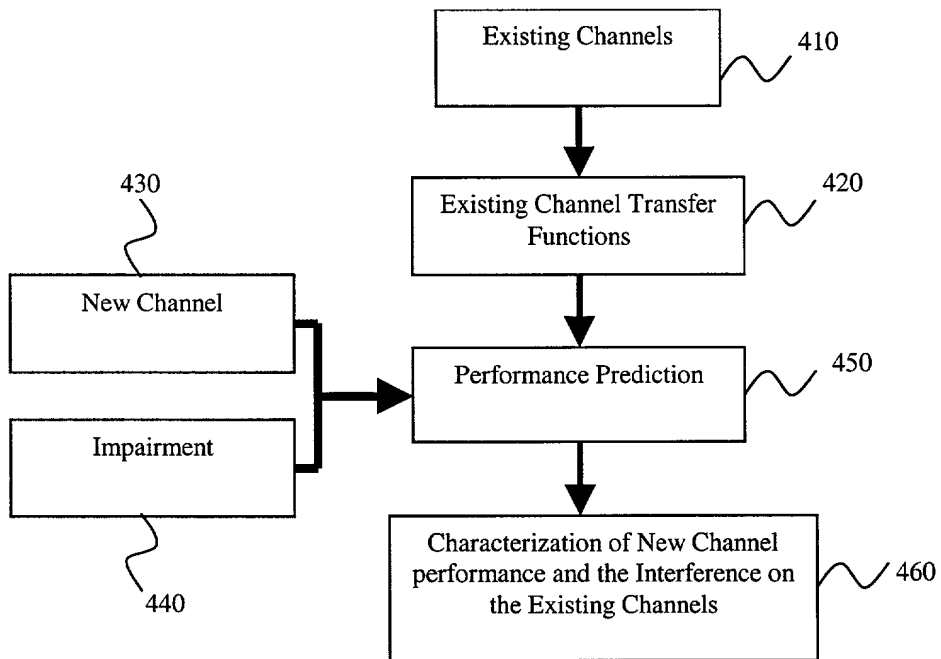 Existing Channels
410
Existing Channel Transfer
Functions
420
430
New Channel
Performance Prediction
450
Impairment
440
Characterization of New Channel
performance and the Interference on
the Existing Channels
460